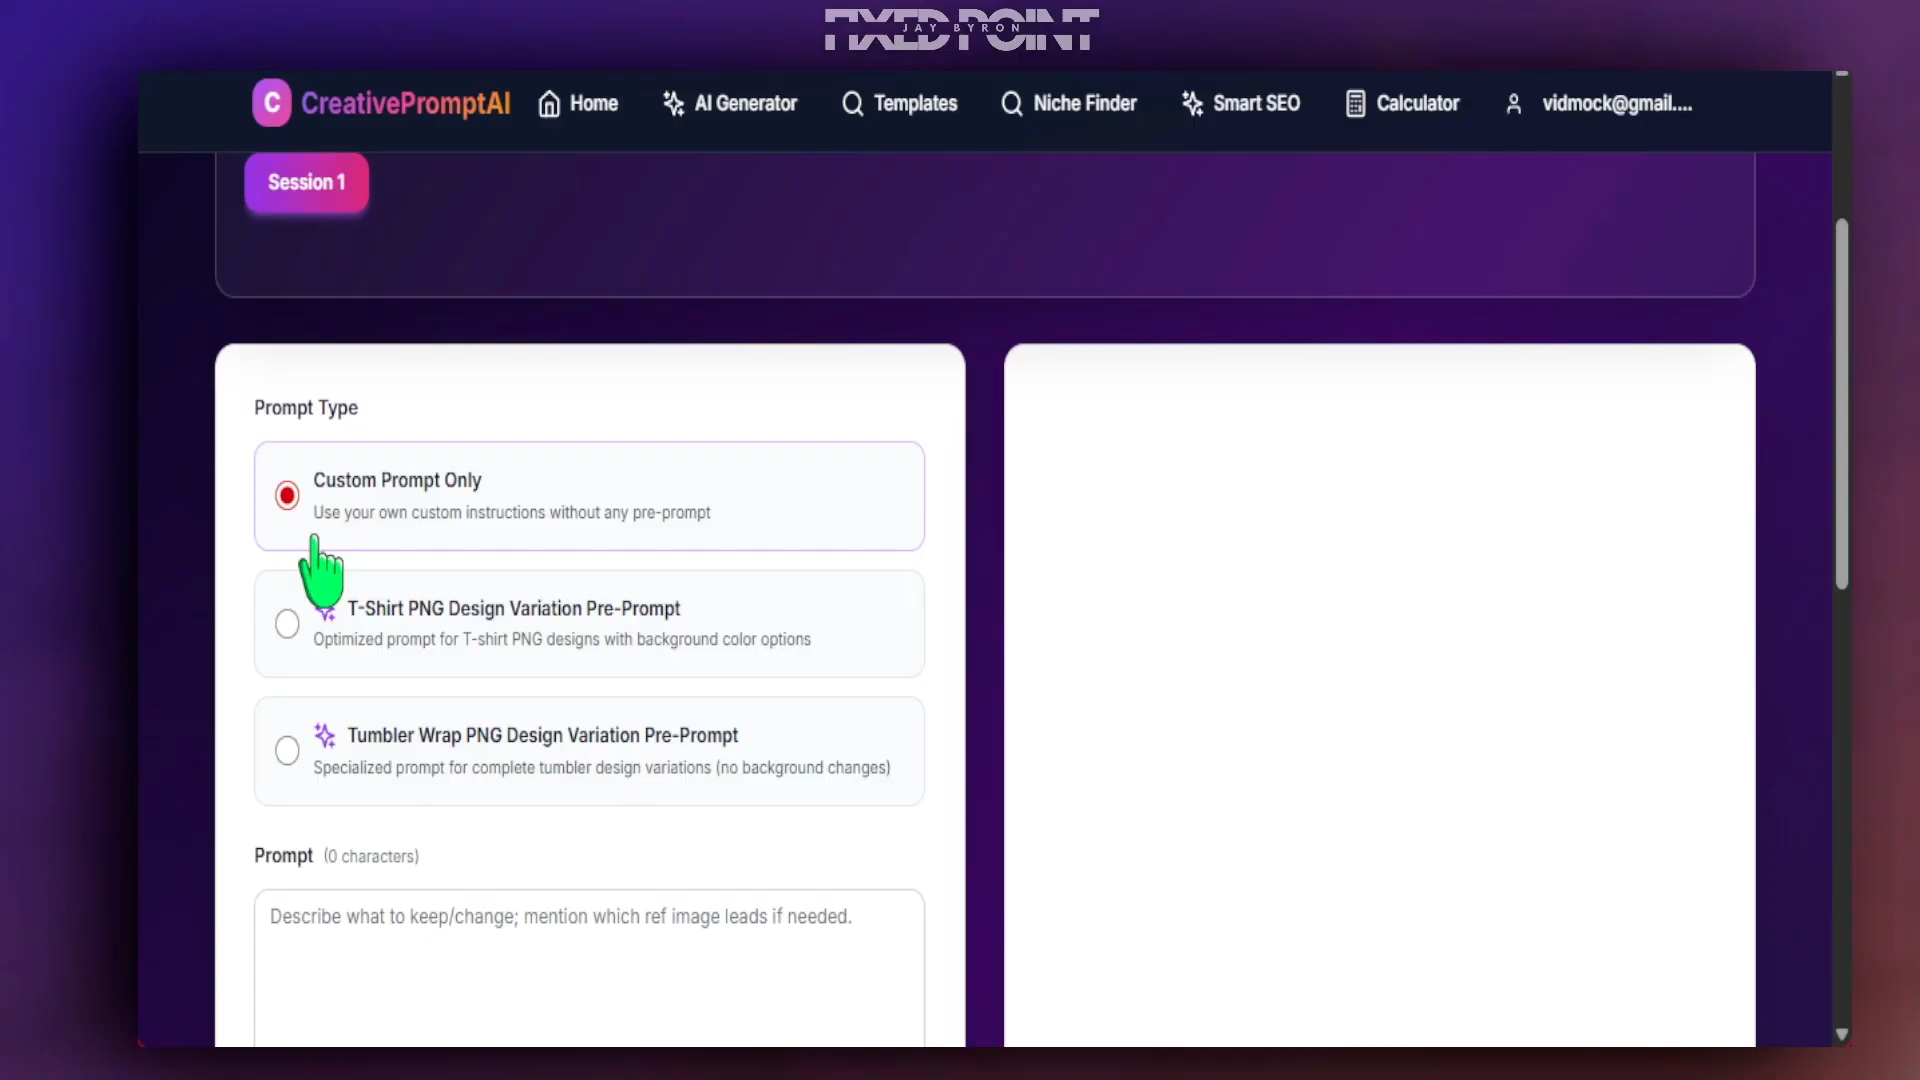 FIXED POINT
JAY BYRON
C CreativePromptAI Home AI Generator Templates Niche Finder Smart SEO Calculator vidmock@gmail....
Session 1
Prompt Type
Custom Prompt Only
Use your own custom instructions without any pre-prompt
T-Shirt PNG Design Variation Pre-Prompt
Optimized prompt for T-shirt PNG designs with background color options
Tumbler Wrap PNG Design Variation Pre-Prompt
Specialized prompt for complete tumbler design variations (no background changes)
Prompt (0 characters)
Describe what to keep/change; mention which ref image leads if needed.